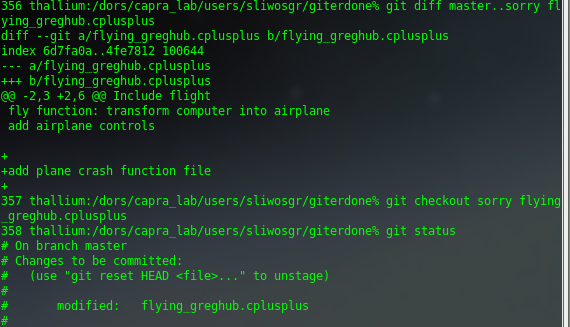 356 thallium:/dors/capra_lab/users/sliwosgr/giterdone% git diff master..sorry fl
ying_greghub.cplusplus
diff --git a/flying_greghub.cplusplus b/flying_greghub.cplusplus
index 6d7fa0a..4fe7812 100644
--- a/flying_greghub.cplusplus
+++ b/flying_greghub.cplusplus
@@ -2,3 +2,6 @@ Include flight
 fly function: transform computer into airplane
 add airplane controls

+
+add plane crash function file
+
357 thallium:/dors/capra_lab/users/sliwosgr/giterdone% git checkout sorry flying
_greghub.cplusplus
358 thallium:/dors/capra_lab/users/sliwosgr/giterdone% git status
# On branch master
# Changes to be committed:
#   (use "git reset HEAD <file>..." to unstage)
#
#       modified:   flying_greghub.cplusplus
#